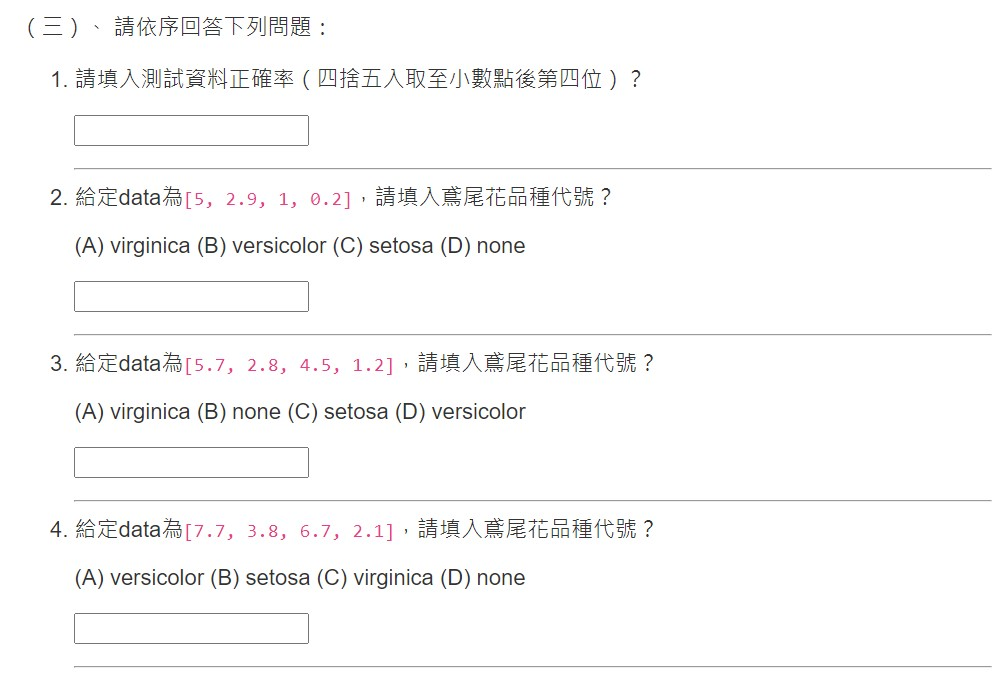 （三）、 請依序回答下列問題：
1. 請填入測試資料正確率（四捨五入取至小數點後第四位）？
2. 給定data為[5, 2.9, 1, 0.2]，請填入鳶尾花品種代號？
(A) virginica (B) versicolor (C) setosa (D) none
3. 給定data為[5.7, 2.8, 4.5, 1.2]，請填入鳶尾花品種代號？
(A) virginica (B) none (C) setosa (D) versicolor
4. 給定data為[7.7, 3.8, 6.7, 2.1]，請填入鳶尾花品種代號？
(A) versicolor (B) setosa (C) virginica (D) none